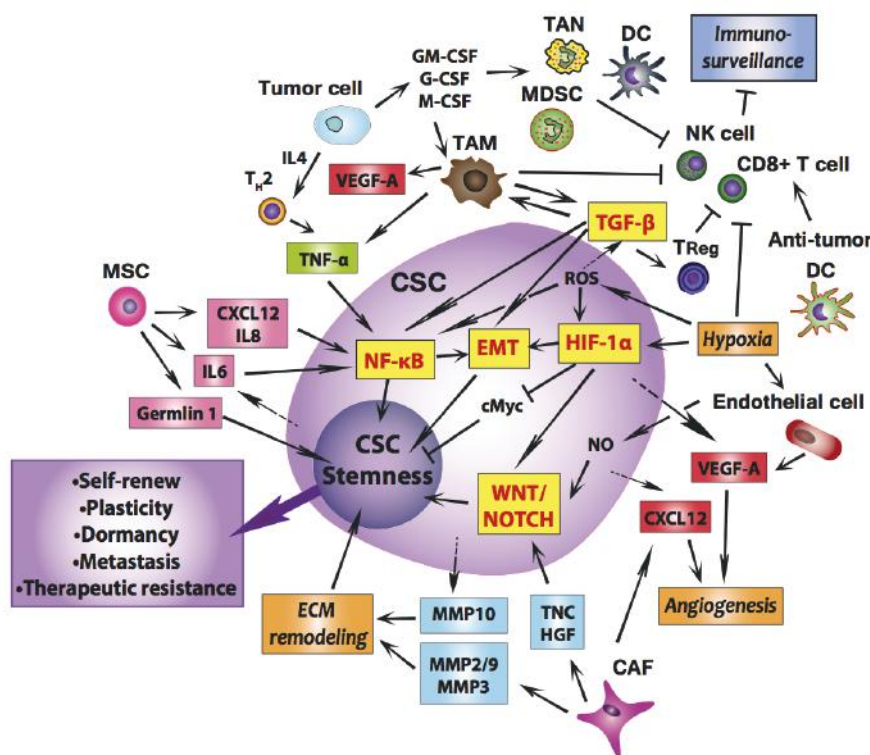 TAN
DC
Immuno-
surveillance
GM-CSF
G-CSF
M-CSF
Tumor cell
MDSC
NK cell
TAM
CD8+ T cell
IL4
TH2
VEGF-A
TGF-β
TReg
Anti-tumor
TNF-α
CSC
ROS
DC
MSC
CXCL12
IL8
NF-κB
EMT
HIF-1α
Hypoxia
IL6
cMyc
Endothelial cell
Germlin 1
CSC
Stemness
NO
VEGF-A
•Self-renew
•Plasticity
•Dormancy
•Metastasis
•Therapeutic resistance
WNT/
NOTCH
CXCL12
ECM
remodeling
MMP10
TNC
HGF
Angiogenesis
MMP2/9
MMP3
CAF